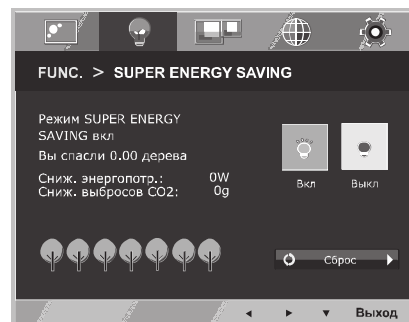 FUNC. > SUPER ENERGY SAVING
Режим SUPER ENERGY
SAVING вкл
Вы спасли 0.00 дерева
Сниж. энергопотр.: 0W
Сниж. выбросов CO2: 0g
Вкл Выкл
Сброс
Выход